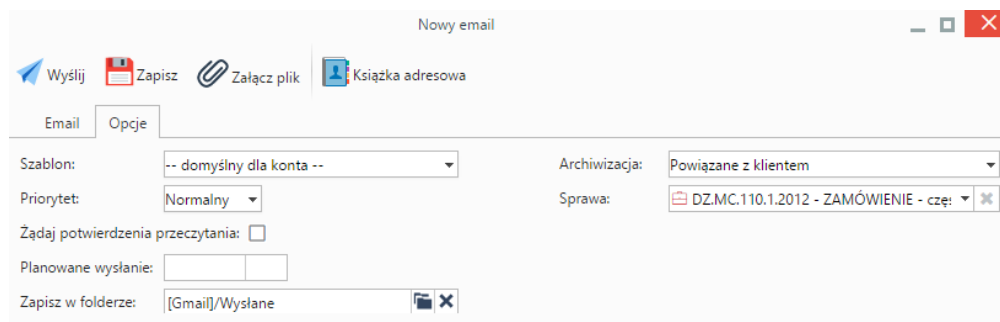 Nowy email
Wyślij Zapisz Załącz plik Książka adresowa
Email Opcje
Szablon: -- domyślny dla konta -- Archiwizacja: Powiązane z klientem
Priorytet: Normalny Sprawa: DZ.MC.110.1.2012 - ZAMÓWIENIE -
Żądaj potwierdzenia przeczytania:
Planowane wysłanie:
Zapisz w folderze: [Gmail]/Wysłane